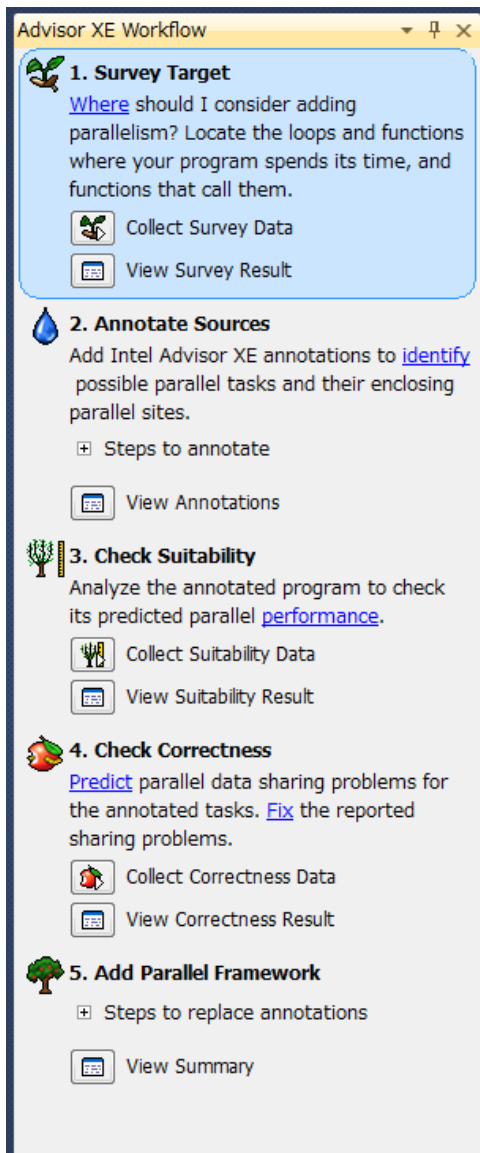 Advisor XE Workflow
1. Survey Target
Where should I consider adding
parallelism? Locate the loops and functions
where your program spends its time, and
functions that call them.
Collect Survey Data
View Survey Result
2. Annotate Sources
Add Intel Advisor XE annotations to identify
possible parallel tasks and their enclosing
parallel sites.
Steps to annotate
View Annotations
3. Check Suitability
Analyze the annotated program to check
its predicted parallel performance.
Collect Suitability Data
View Suitability Result
4. Check Correctness
Predict parallel data sharing problems for
the annotated tasks. Fix the reported
sharing problems.
Collect Correctness Data
View Correctness Result
5. Add Parallel Framework
Steps to replace annotations
View Summary